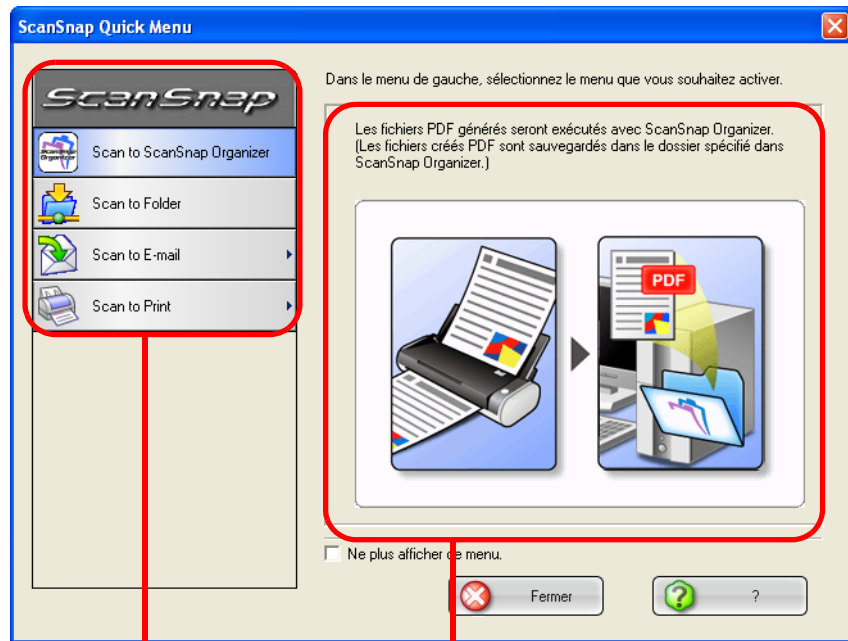 ScanSnap Quick Menu
ScanSnap
Scan to ScanSnap Organizer
Scan to Folder
Scan to E-mail
Scan to Print
Dans le menu de gauche, sélectionnez le menu que vous souhaitez activer.
Les fichiers PDF générés seront exécutés avec ScanSnap Organizer.
(Les fichiers créés PDF sont sauvegardés dans le dossier spécifié dans
ScanSnap Organizer.)
PDF
Ne plus afficher ce menu.
Fermer
?